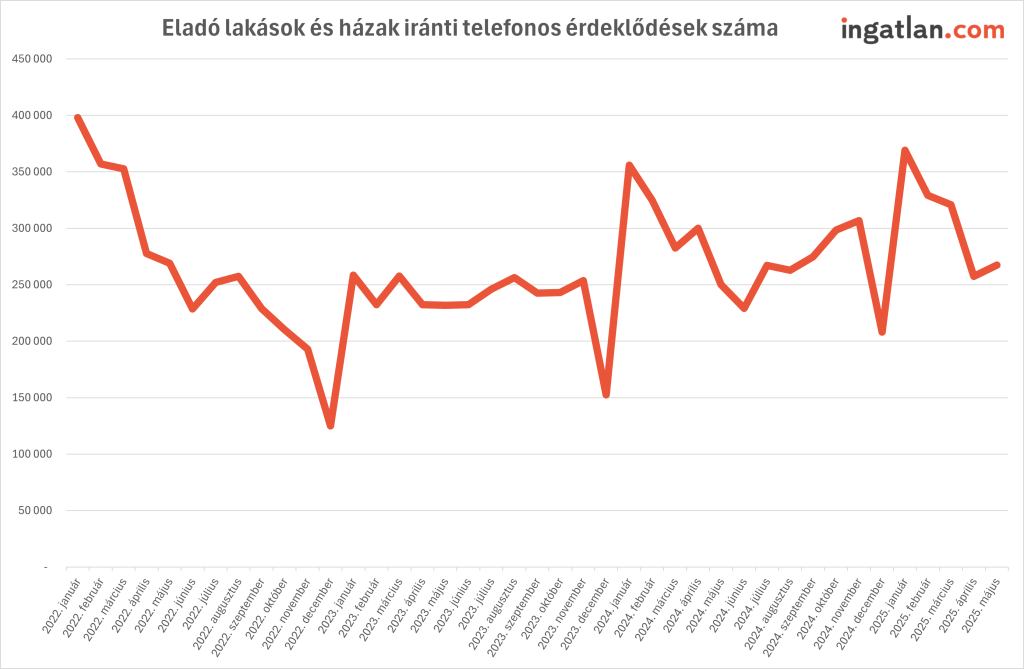 Eladó lakások és házak iránti telefonos érdeklődések száma
ingatlan.com
450 000
400 000
350 000
300 000
250 000
200 000
150 000
100 000
50 000
-
2022. január
2022. február
2022. március
2022. április
2022. május
2022. június
2022. július
2022. augusztus
2022. szeptember
2022. október
2022. november
2022. december
2023. január
2023. február
2023. március
2023. április
2023. május
2023. június
2023. július
2023. augusztus
2023. szeptember
2023. október
2023. november
2023. december
2024. január
2024. február
2024. március
2024. április
2024. május
2024. június
2024. július
2024. augusztus
2024. szeptember
2024. október
2024. november
2024. december
2025. január
2025. február
2025. március
2025. április
2025. május